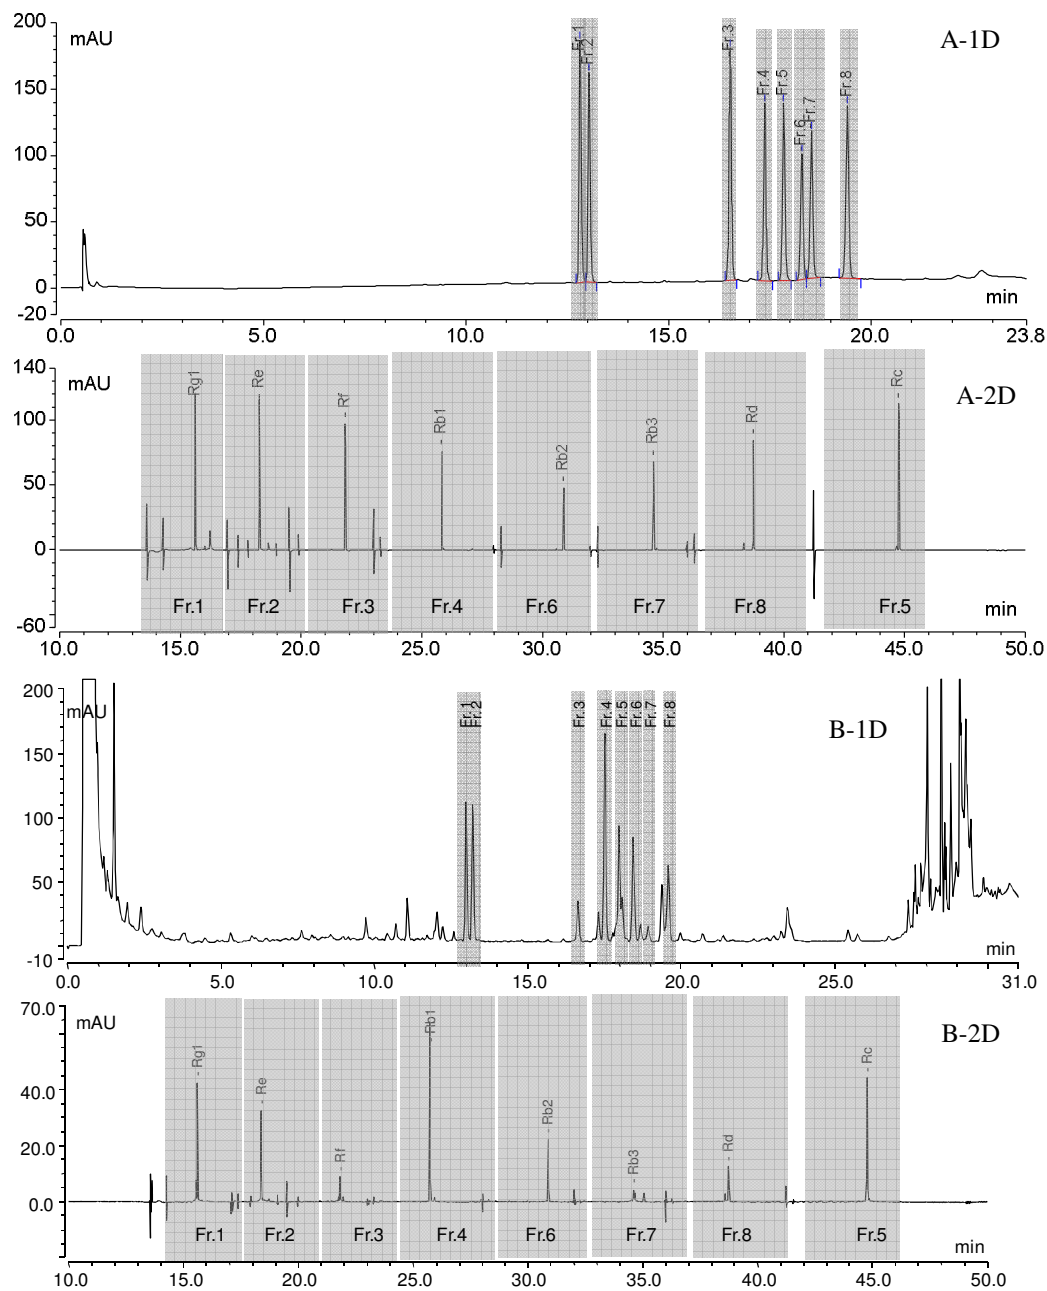 200
150
100
50
0
-20
mAU
Fr.1
Fr.2
Fr.3
Fr.4
Fr.5
Fr.6
Fr.7
Fr.8
A-1D
min
0.0 5.0 10.0 15.0 20.0 23.8
140
100
50
0
-60
mAU
Rg1
Re
Rf
Rb1
Rb2
Rb3
Rd
Rc
A-2D
Fr.1 Fr.2 Fr.3 Fr.4 Fr.6 Fr.7 Fr.8 Fr.5
min
10.0 15.0 20.0 25.0 30.0 35.0 40.0 45.0 50.0
200
150
100
50
-10
mAU
Fr.1
Fr.2
Fr.3
Fr.4
Fr.5
Fr.6
Fr.7
Fr.8
B-1D
min
0.0 5.0 10.0 15.0 20.0 25.0 31.0
70.0
40.0
20.0
0.0
mAU
Rg1
Re
Rf
Rb1
Rb2
Rb3
Rd
Rc
B-2D
Fr.1 Fr.2 Fr.3 Fr.4 Fr.6 Fr.7 Fr.8 Fr.5
min
10.0 15.0 20.0 25.0 30.0 35.0 40.0 45.0 50.0